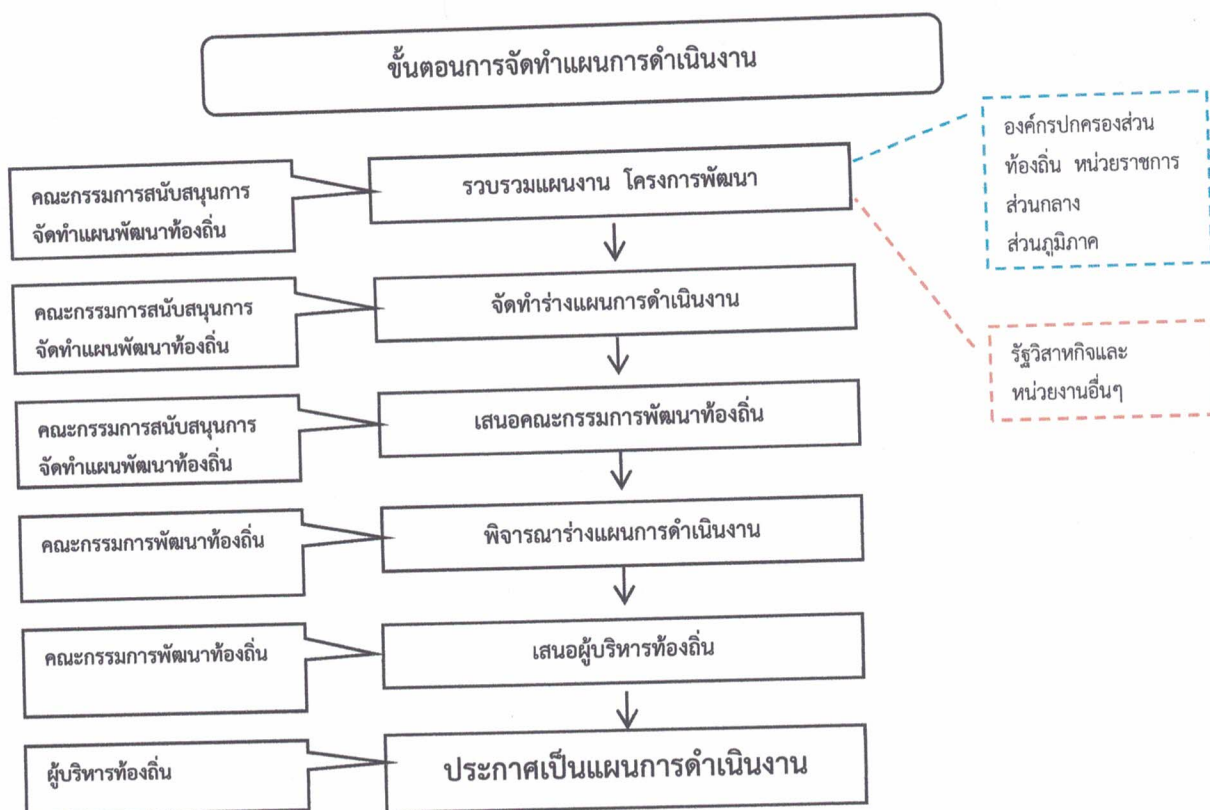 ขั้นตอนการจัดทำแผนการดำเนินงาน
คณะกรรมการสนับสนุนการ
จัดทำแผนพัฒนาท้องถิ่น
รวบรวมแผนงาน โครงการพัฒนา
องค์กรปกครองส่วน
ท้องถิ่น หน่วยราชการ
ส่วนกลาง
ส่วนภูมิภาค
คณะกรรมการสนับสนุนการ
จัดทำแผนพัฒนาท้องถิ่น
จัดทำร่างแผนการดำเนินงาน
รัฐวิสาหกิจและ
หน่วยงานอื่นๆ
คณะกรรมการสนับสนุนการ
จัดทำแผนพัฒนาท้องถิ่น
เสนอคณะกรรมการพัฒนาท้องถิ่น
คณะกรรมการพัฒนาท้องถิ่น
พิจารณาร่างแผนการดำเนินงาน
คณะกรรมการพัฒนาท้องถิ่น
เสนอผู้บริหารท้องถิ่น
ผู้บริหารท้องถิ่น
ประกาศเป็นแผนการดำเนินงาน